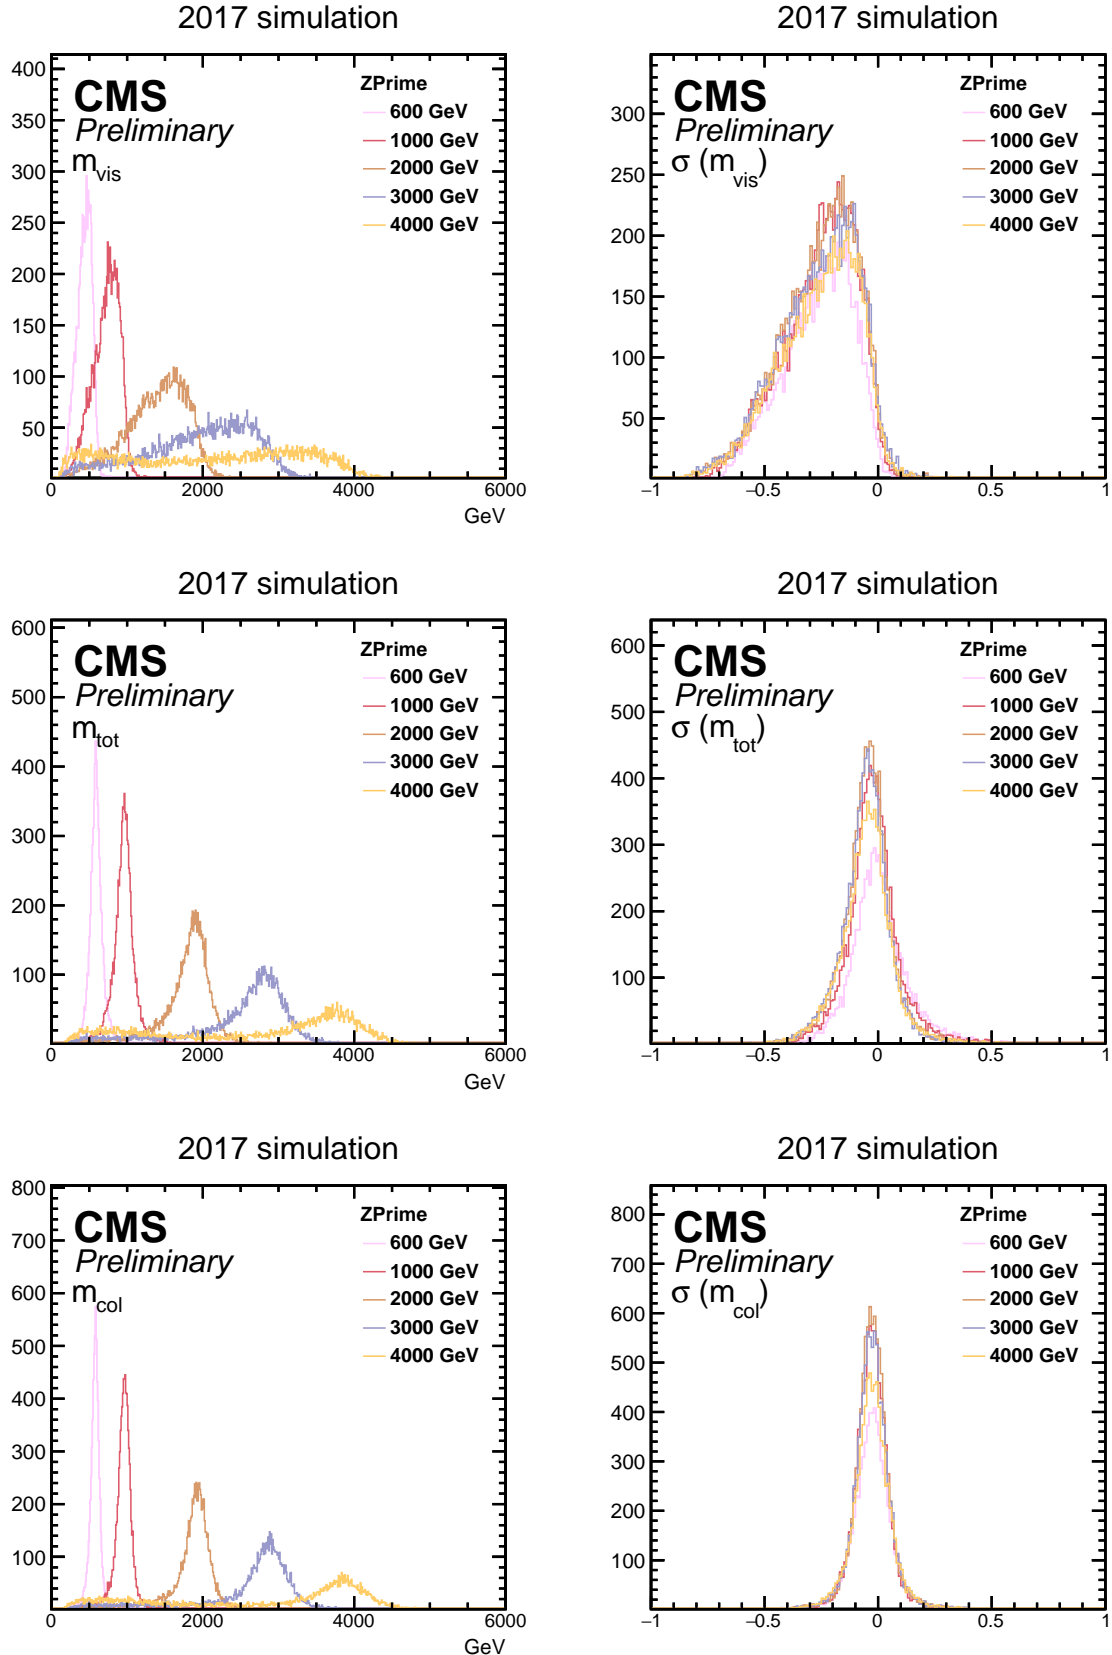 2017 simulation
CMS
Preliminary
m_vis
ZPrime
600 GeV
1000 GeV
2000 GeV
3000 GeV
4000 GeV
400
350
300
250
200
150
100
50
0 2000 4000 6000
GeV
2017 simulation
CMS
Preliminary
σ (m_vis)
ZPrime
600 GeV
1000 GeV
2000 GeV
3000 GeV
4000 GeV
300
250
200
150
100
50
−1 −0.5 0 0.5 1
2017 simulation
CMS
Preliminary
m_tot
ZPrime
600 GeV
1000 GeV
2000 GeV
3000 GeV
4000 GeV
600
500
400
300
200
100
0 2000 4000 6000
GeV
2017 simulation
CMS
Preliminary
σ (m_tot)
ZPrime
600 GeV
1000 GeV
2000 GeV
3000 GeV
4000 GeV
600
500
400
300
200
100
−1 −0.5 0 0.5 1
2017 simulation
CMS
Preliminary
m_col
ZPrime
600 GeV
1000 GeV
2000 GeV
3000 GeV
4000 GeV
800
700
600
500
400
300
200
100
0 2000 4000 6000
GeV
2017 simulation
CMS
Preliminary
σ (m_col)
ZPrime
600 GeV
1000 GeV
2000 GeV
3000 GeV
4000 GeV
800
700
600
500
400
300
200
100
−1 −0.5 0 0.5 1